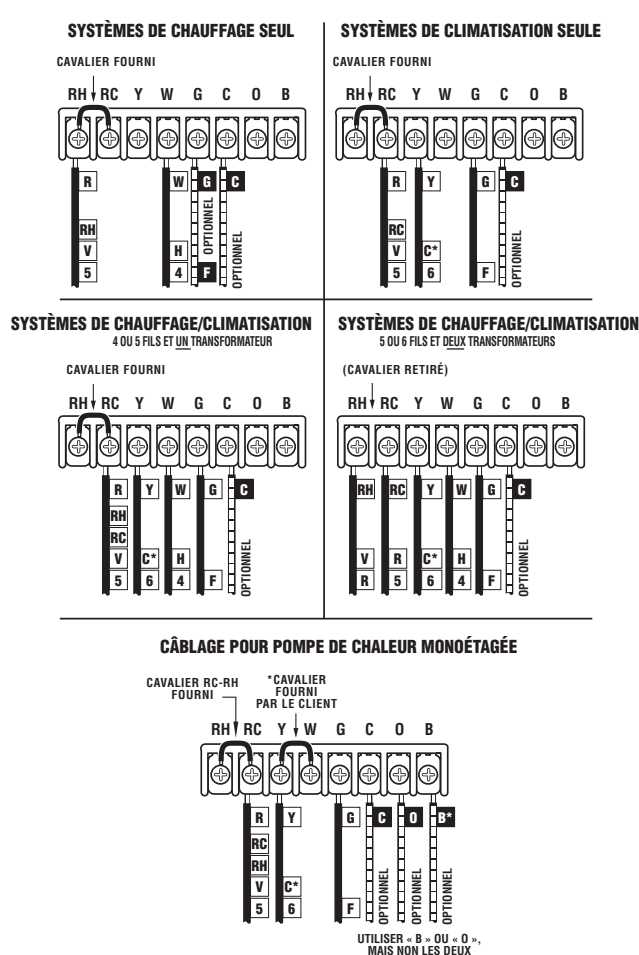 SYSTÈMES DE CHAUFFAGE SEUL
CAVALIER FOURNI
RH RC Y W G C O B
R W G C
RH
V H
5 4 F
OPTIONNEL
OPTIONNEL
SYSTÈMES DE CLIMATISATION SEULE
CAVALIER FOURNI
RH RC Y W G C O B
R Y G C
RC
V C*
5 6 F
OPTIONNEL
SYSTÈMES DE CHAUFFAGE/CLIMATISATION
4 OU 5 FILS ET UN TRANSFORMATEUR
CAVALIER FOURNI
RH RC Y W G C O B
R Y W G C
RH
RC
V C* H
5 6 4 F
OPTIONNEL
SYSTÈMES DE CHAUFFAGE/CLIMATISATION
5 OU 6 FILS ET DEUX TRANSFORMATEURS
(CAVALIER RETIRÉ)
RH RC Y W G C O B
RH RC Y W G C
V R C* H
R 5 6 4 F
OPTIONNEL
CÂBLAGE POUR POMPE DE CHALEUR MONOÉTAGÉE
CAVALIER RC-RH
FOURNI
*CAVALIER
FOURNI
PAR LE CLIENT
RH RC Y W G C O B
R Y G C O B*
RC
RH
V C*
5 6 F
OPTIONNEL
OPTIONNEL
OPTIONNEL
UTILISER « B » OU « O »,
MAIS NON LES DEUX